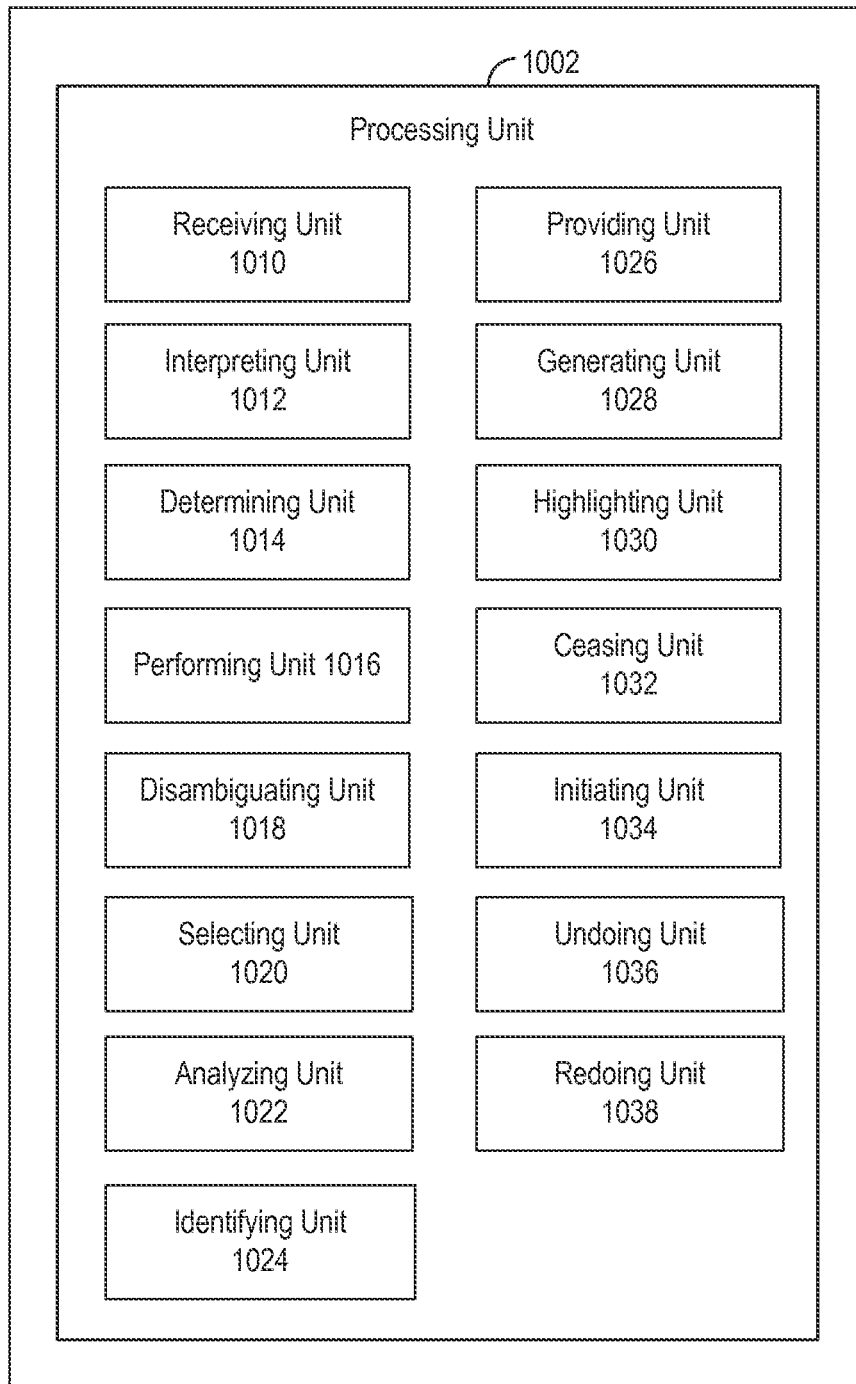 1002
Processing Unit
Receiving Unit
1010
Interpreting Unit
1012
Determining Unit
1014
Performing Unit 1016
Disambiguating Unit
1018
Selecting Unit
1020
Analyzing Unit
1022
Identifying Unit
1024
Providing Unit
1026
Generating Unit
1028
Highlighting Unit
1030
Ceasing Unit
1032
Initiating Unit
1034
Undoing Unit
1036
Redoing Unit
1038